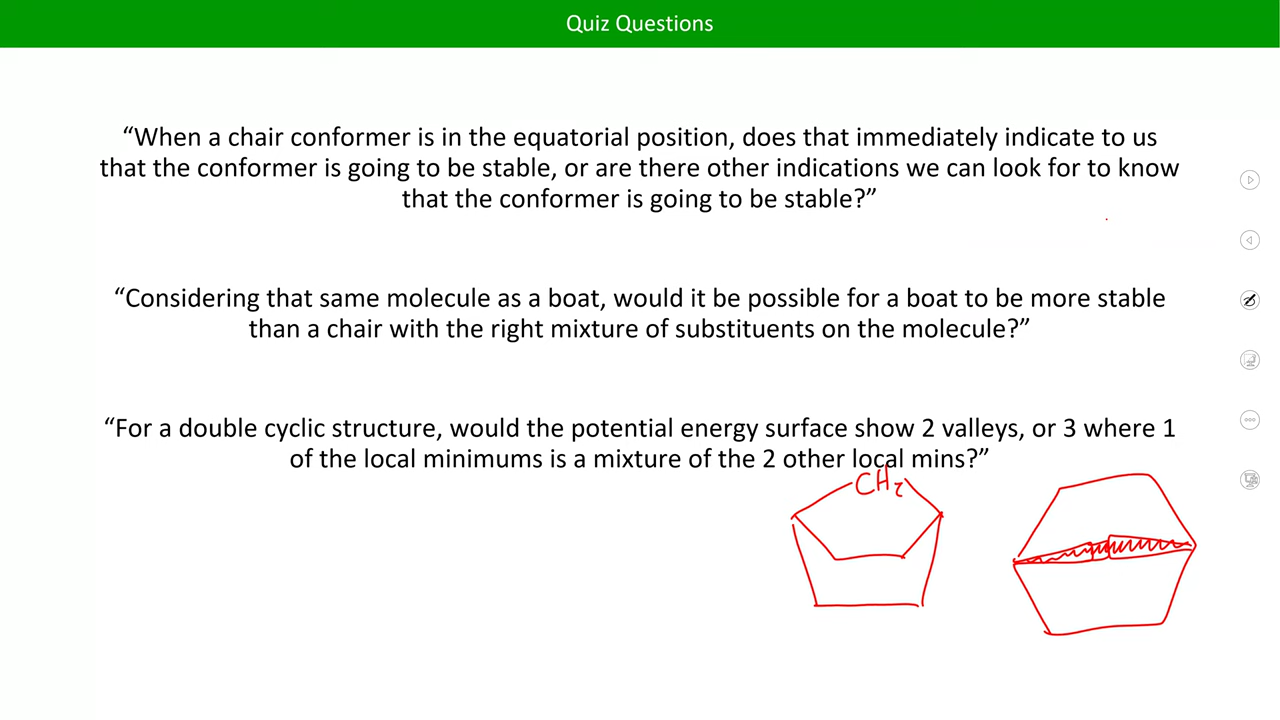 Quiz Questions
“When a chair conformer is in the equatorial position, does that immediately indicate to us
that the conformer is going to be stable, or are there other indications we can look for to know
that the conformer is going to be stable?”
“Considering that same molecule as a boat, would it be possible for a boat to be more stable
than a chair with the right mixture of substituents on the molecule?”
“For a double cyclic structure, would the potential energy surface show 2 valleys, or 3 where 1
of the local minimums is a mixture of the 2 other local mins?”
CH₂